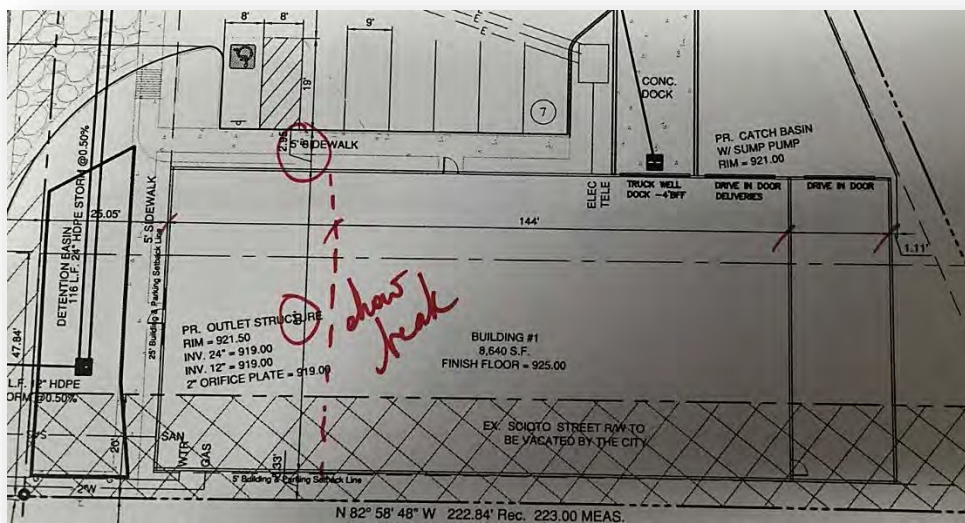 8'
8'
9'
E
E
E
19'
7
CONC.
DOCK
PR. CATCH BASIN
W/ SUMP PUMP
RIM = 921.00
5' SIDEWALK
ELEC
TELE
TRUCK WELL
DOCK -4'BFF
DRIVE IN DOOR
DELIVERIES
DRIVE IN DOOR
DETENTION BASIN
116 L.F. 24" HDPE STORM @0.50%
25.05'
5' SIDEWALK
25' Building & Parking Setback Line
144'
1.11'
47.84'
show
break
PR. OUTLET STRUCTURE
RIM = 921.50
INV. 24" = 919.00
INV. 12" = 919.00
2" ORIFICE PLATE = 919.00
BUILDING #1
8,640 S.F.
FINISH FLOOR = 925.00
L.F. 12" HDPE
STORM @0.50%
EX. SCIOTO STREET R/W TO
BE VACATED BY THE CITY
SAN
WTR
GAS
20'
5' Building & Parking Setback Line
2"W
N 82° 58' 48" W 222.84' Rec. 223.00 MEAS.